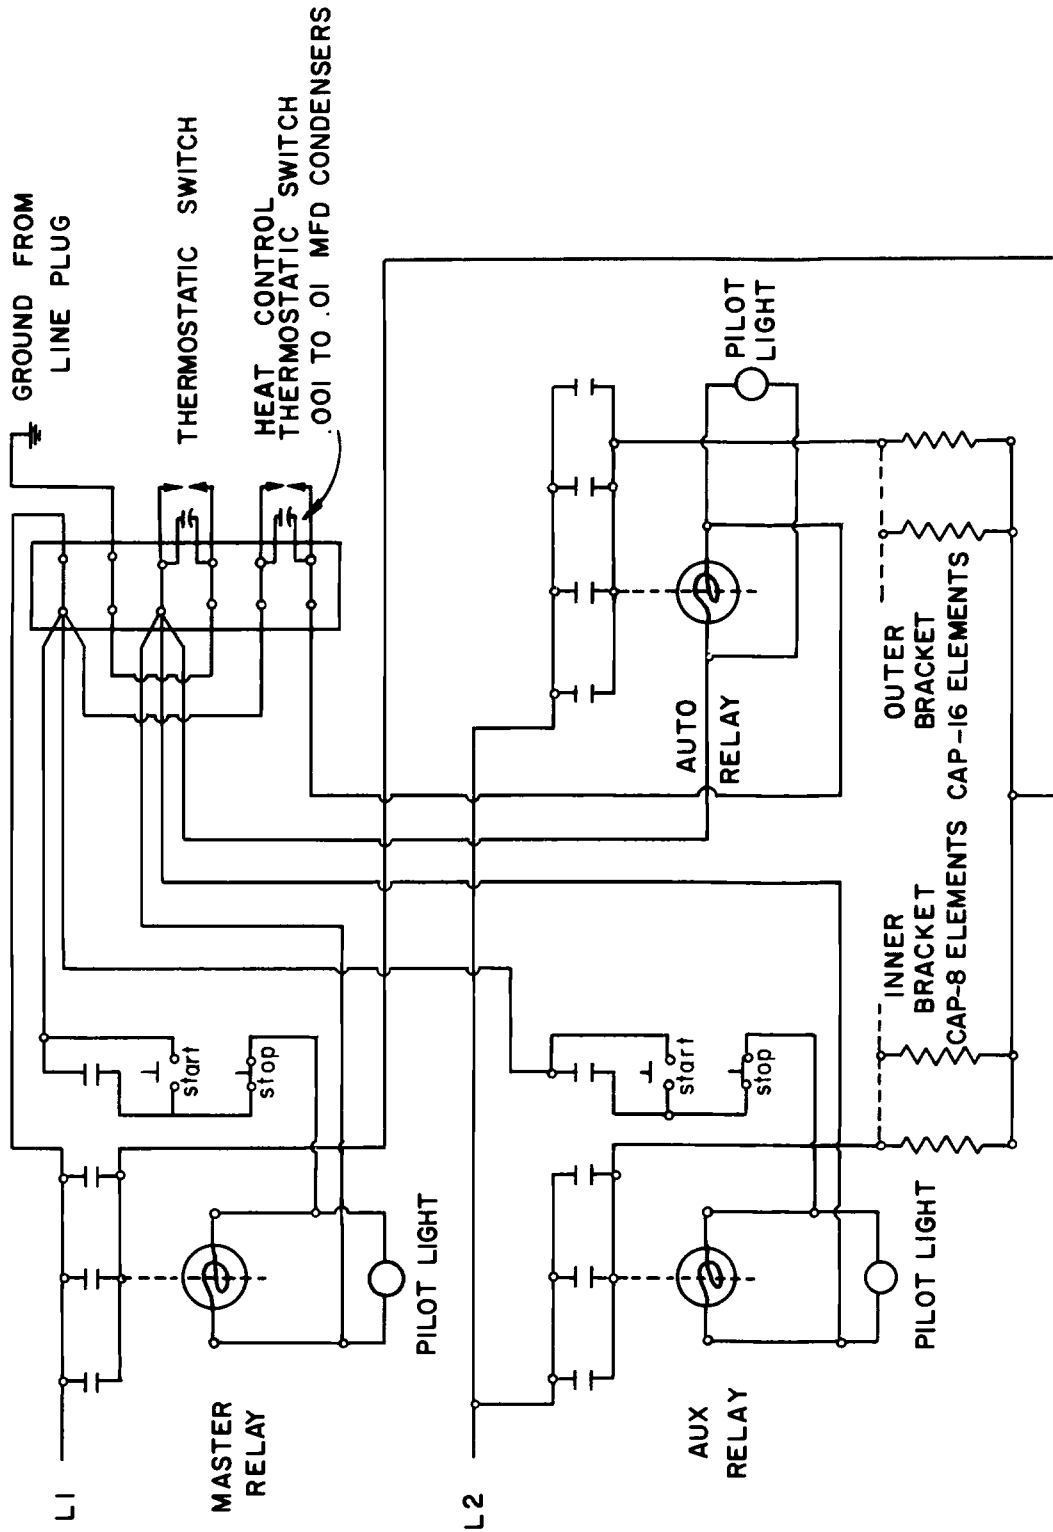 GROUND FROM
LINE PLUG
THERMOSTATIC SWITCH
HEAT CONTROL
THERMOSTATIC SWITCH
.001 TO .01 MFD CONDENSERS
L1
start
stop
MASTER
RELAY
PILOT LIGHT
L2
start
stop
AUX
RELAY
PILOT LIGHT
AUTO
RELAY
PILOT
LIGHT
INNER
BRACKET
CAP-8 ELEMENTS
OUTER
BRACKET
CAP-16 ELEMENTS